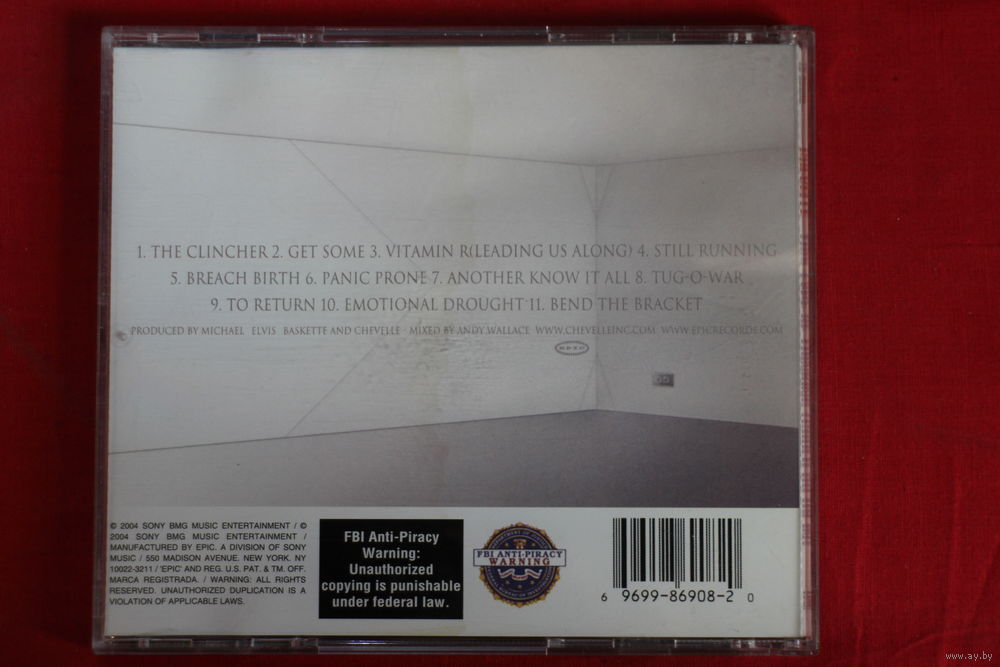 1. THE CLINCHER 2. GET SOME 3. VITAMIN R(LEADING US ALONG) 4. STILL RUNNING
5. BREACH BIRTH 6. PANIC PRONE 7. ANOTHER KNOW IT ALL 8. TUG-O-WAR
9. TO RETURN 10. EMOTIONAL DROUGHT 11. BEND THE BRACKET
PRODUCED BY MICHAEL ELVIS BASKETTE AND CHEVELLE · MIXED BY ANDY WALLACE WWW.CHEVELLEINC.COM WWW.EPICRECORDS.COM
EPIC
© 2004 SONY BMG MUSIC ENTERTAINMENT / ©
2004 SONY BMG MUSIC ENTERTAINMENT /
MANUFACTURED BY EPIC. A DIVISION OF SONY
MUSIC / 550 MADISON AVENUE. NEW YORK. NY
10022-3211 / 'EPIC' AND REG. U.S. PAT. & TM. OFF.
MARCA REGISTRADA. / WARNING: ALL RIGHTS
RESERVED. UNAUTHORIZED DUPLICATION IS A
VIOLATION OF APPLICABLE LAWS.
FBI Anti-Piracy
Warning:
Unauthorized
copying is punishable
under federal law.
FBI ANTI-PIRACY
WARNING
6 9699-86908-2 0
www.ay.by